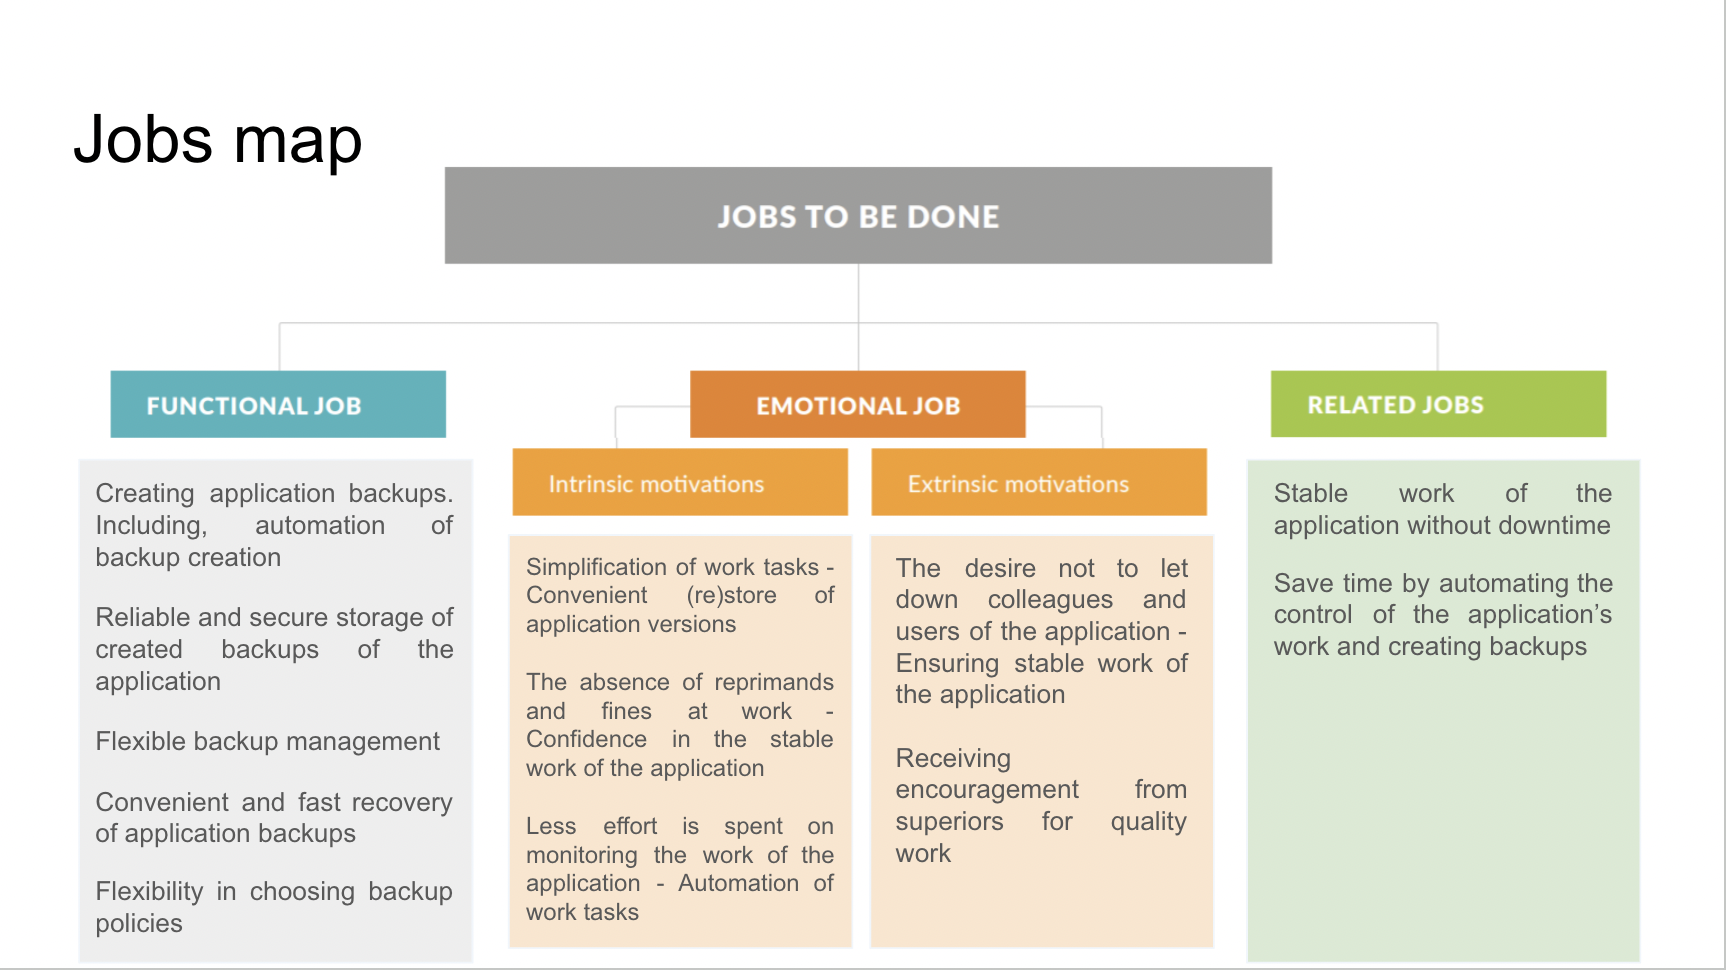 Jobs map
JOBS TO BE DONE
FUNCTIONAL JOB
Creating application backups.
Including, automation of
backup creation
Reliable and secure storage of
created backups of the
application
Flexible backup management
Convenient and fast recovery
of application backups
Flexibility in choosing backup
policies
EMOTIONAL JOB
Intrinsic motivations
Simplification of work tasks -
Convenient (re)store of
application versions
The absence of reprimands
and fines at work -
Confidence in the stable
work of the application
Less effort is spent on
monitoring the work of the
application - Automation of
work tasks
Extrinsic motivations
The desire not to let
down colleagues and
users of the application -
Ensuring stable work of
the application
Receiving
encouragement from
superiors for quality
work
RELATED JOBS
Stable work of the
application without downtime
Save time by automating the
control of the application’s
work and creating backups